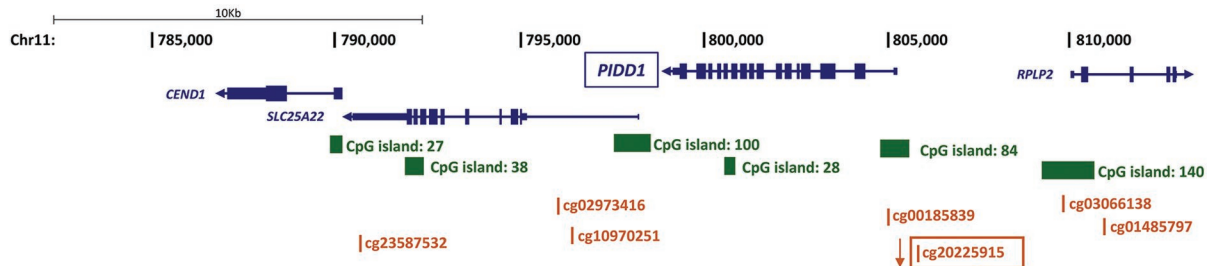 10Kb
Chr11: 785,000 790,000 795,000 800,000 805,000 810,000
PIDD1
RPLP2
CEND1
SLC25A22
CpG island: 27
CpG island: 100
CpG island: 84
CpG island: 38
CpG island: 28
CpG island: 140
cg02973416
cg03066138
cg00185839
cg01485797
cg23587532
cg10970251
cg20225915